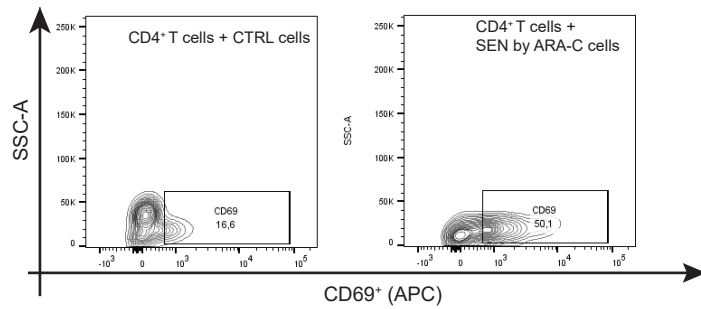 CD4⁺ T cells + CTRL cells
CD4⁺ T cells +
SEN by ARA-C cells
SSC-A
250K
200K
150K
100K
50K
0
CD69
16,6
-10³ 0 10³ 10⁴ 10⁵
SSC-A
250K
200K
150K
100K
50K
0
CD69
50,1
-10³ 0 10³ 10⁴ 10⁵
CD69⁺ (APC)